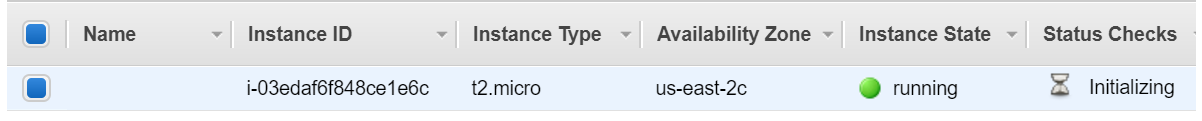 Name Instance ID Instance Type Availability Zone Instance State Status Checks
i-03edaf6f848ce1e6c t2.micro us-east-2c running Initializing